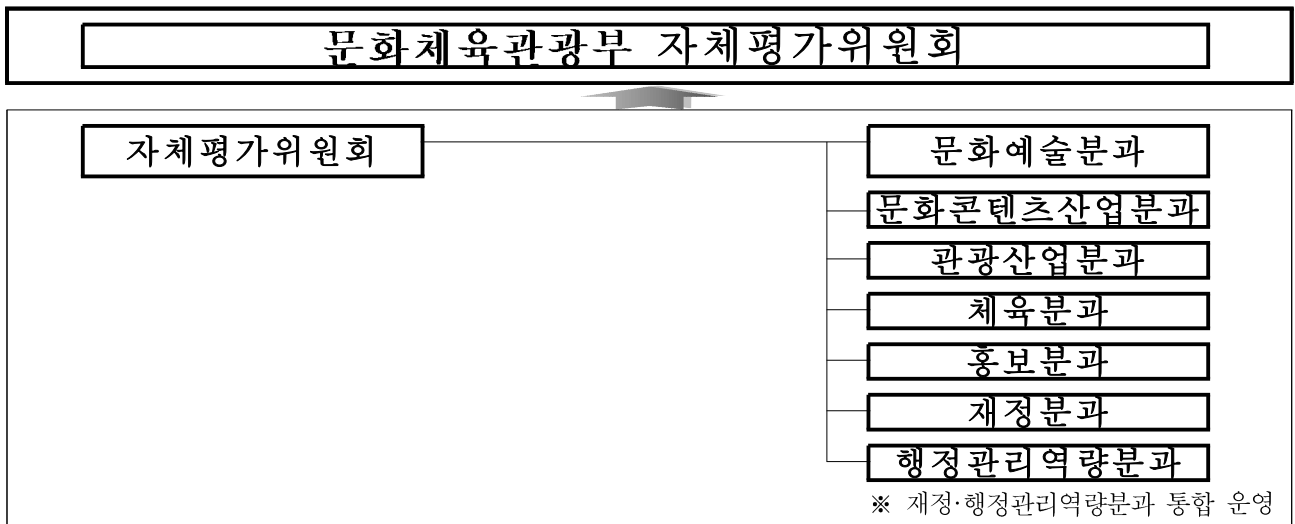 문화체육관광부 자체평가위원회
자체평가위원회
문화예술분과
문화콘텐츠산업분과
관광산업분과
체육분과
홍보분과
재정분과
행정관리역량분과
※ 재정·행정관리역량분과 통합 운영